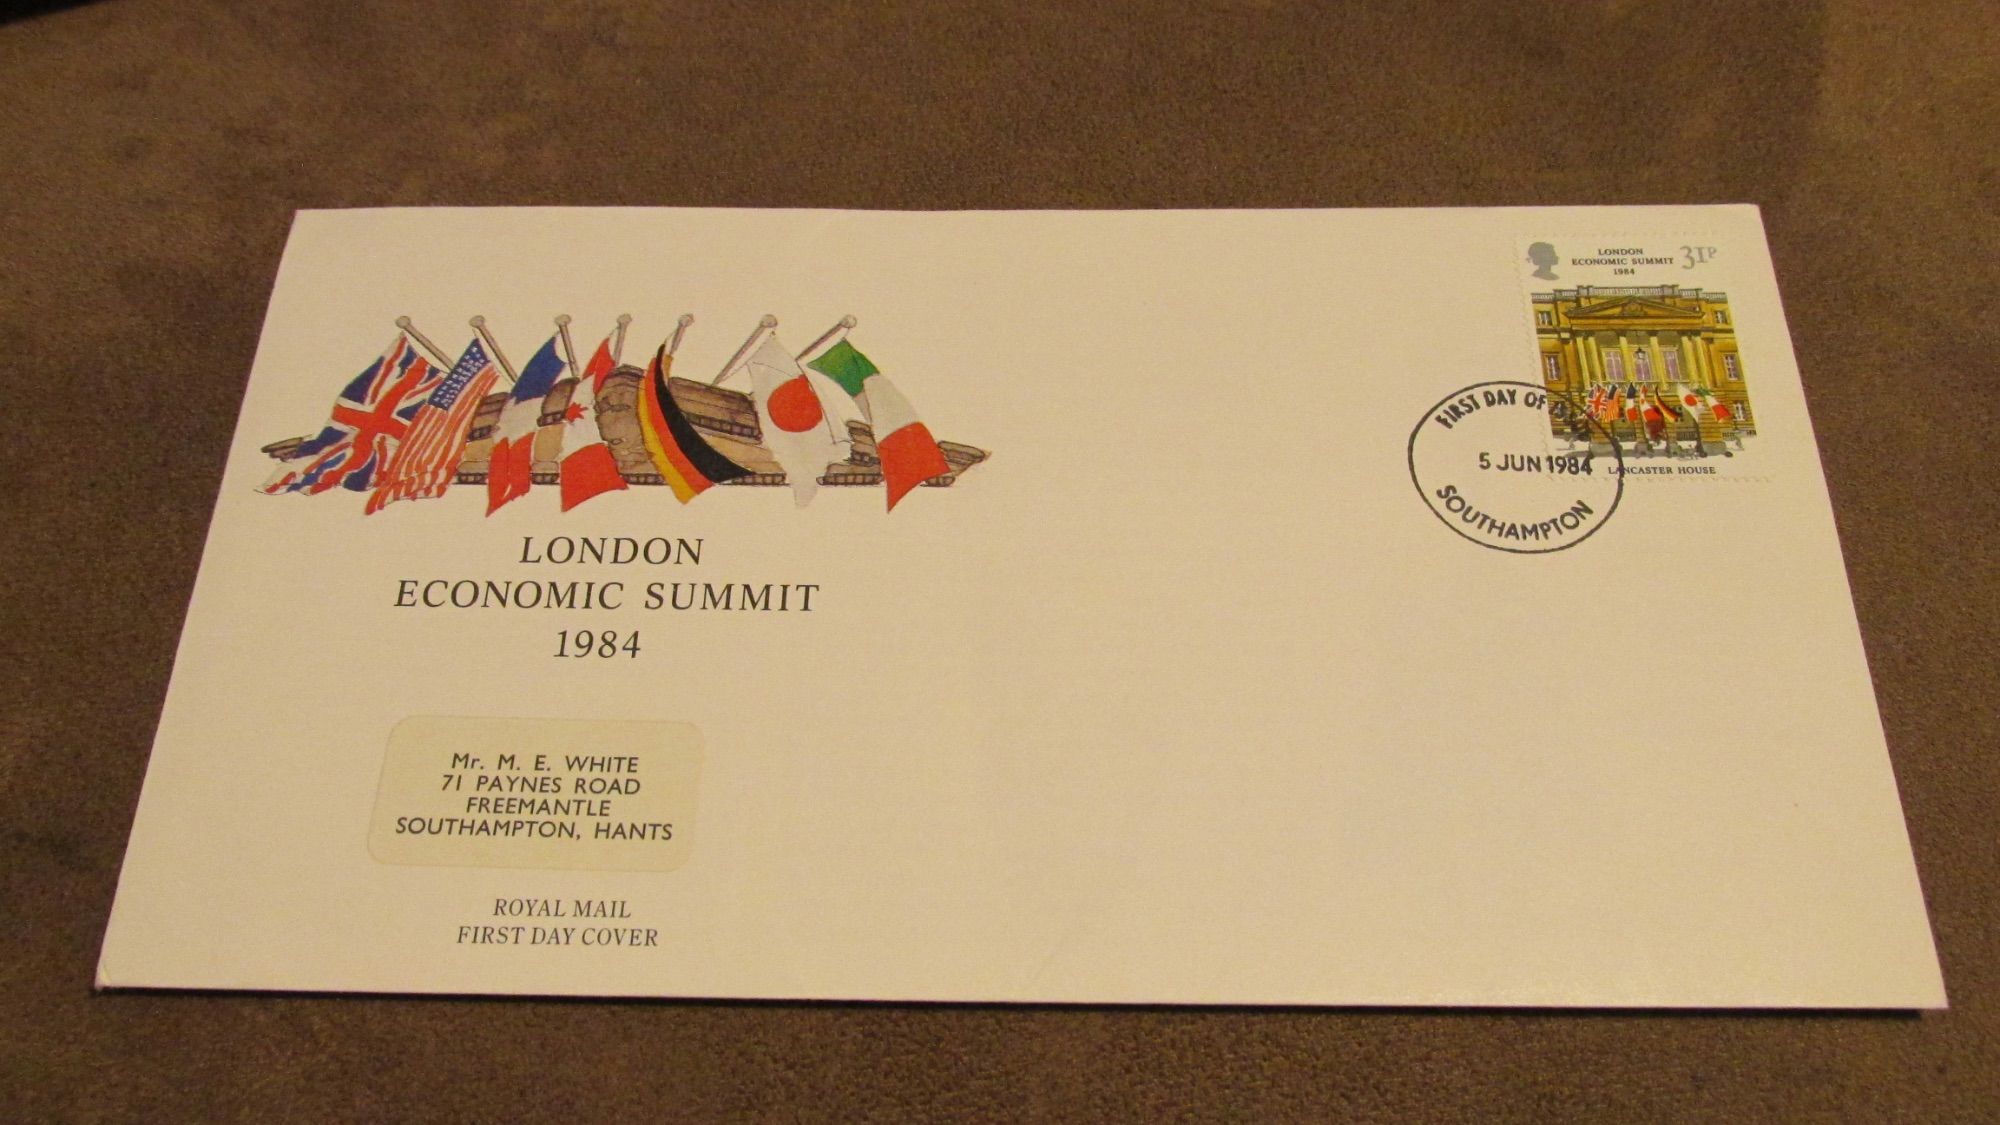 LONDON
ECONOMIC SUMMIT
1984
31P
LANCASTER HOUSE
FIRST DAY OF
5 JUN 1984
SOUTHAMPTON
LONDON
ECONOMIC SUMMIT
1984
Mr. M. E. WHITE
71 PAYNES ROAD
FREEMANTLE
SOUTHAMPTON, HANTS
ROYAL MAIL
FIRST DAY COVER